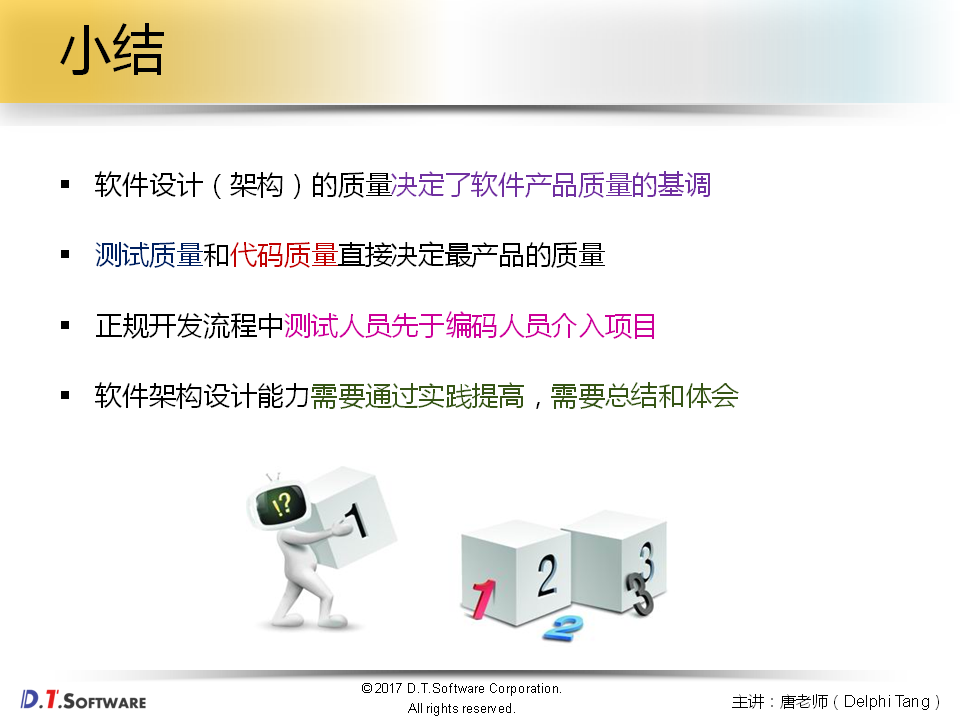 小结
▪ 软件设计（架构）的质量决定了软件产品质量的基调
▪ 测试质量和代码质量直接决定最产品的质量
▪ 正规开发流程中测试人员先于编码人员介入项目
▪ 软件架构设计能力需要通过实践提高，需要总结和体会
!?
1
2
3
1
2
3
D.T.SOFTWARE
©2017 D.T.Software Corporation.
All rights reserved.
主讲：唐老师（Delphi Tang）